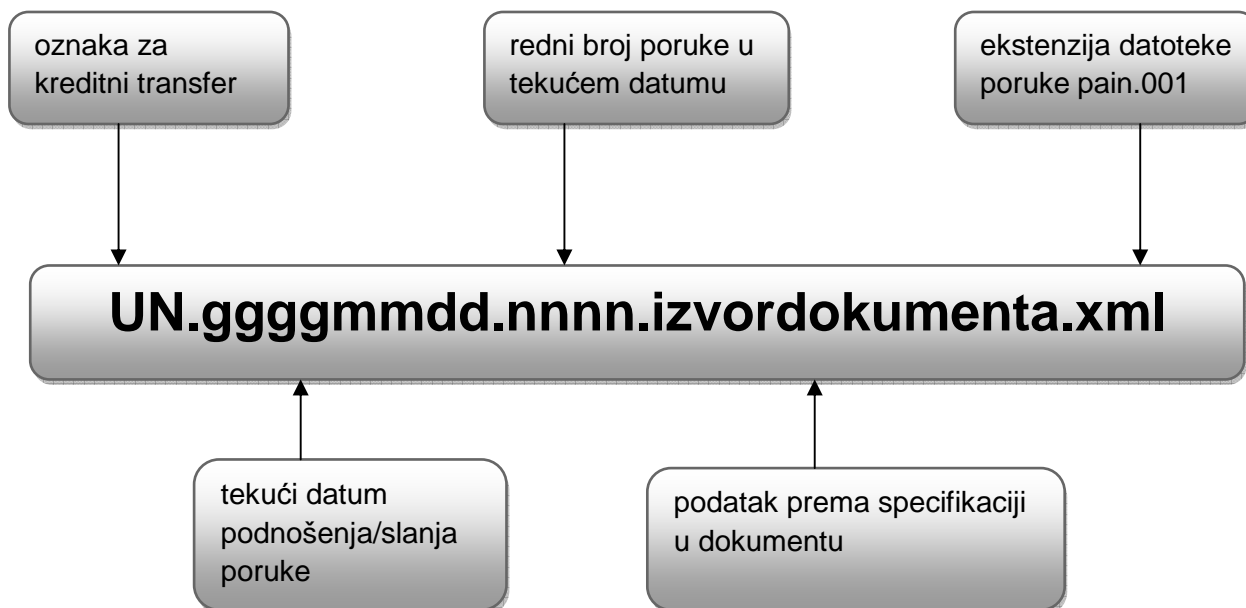 oznaka za
kreditni transfer
redni broj poruke u
tekućem datumu
ekstenzija datoteke
poruke pain.001
UN.ggggmmdd.nnnn.izvordokumenta.xml
tekući datum
podnošenja/slanja
poruke
podatak prema specifikaciji
u dokumentu